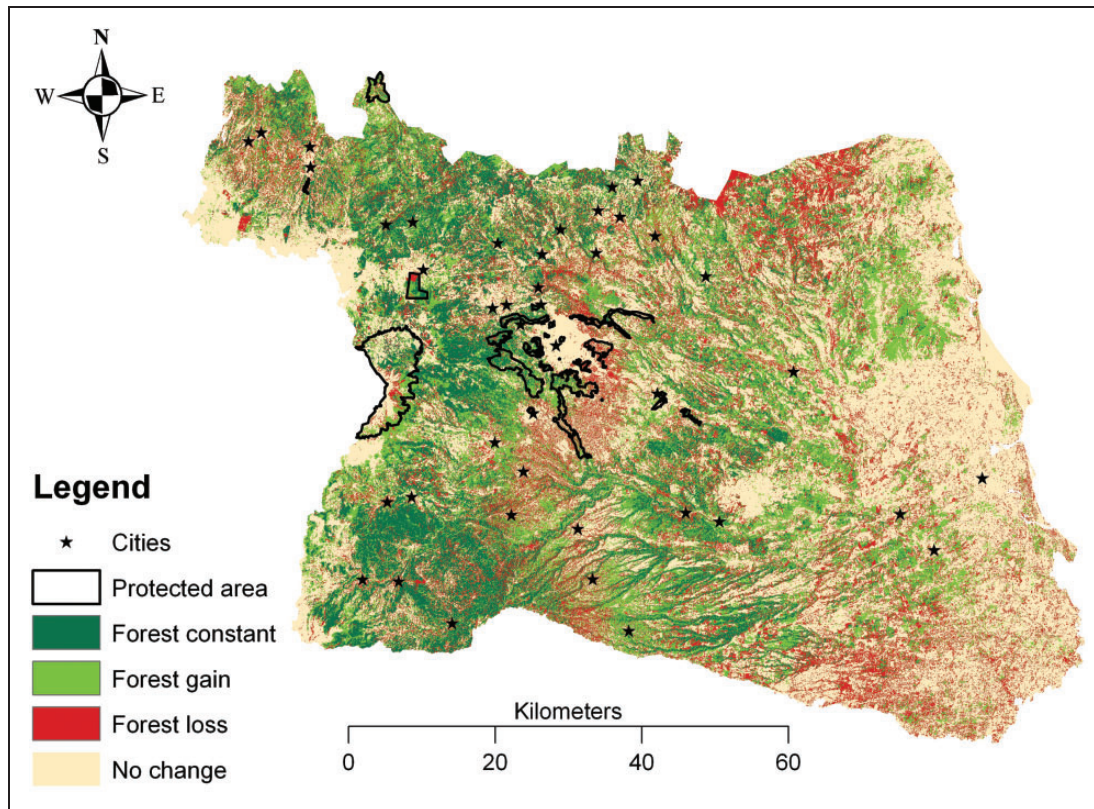 N
W E
S
Legend
Cities
Protected area
Forest constant
Forest gain
Forest loss
No change
Kilometers
0 20 40 60